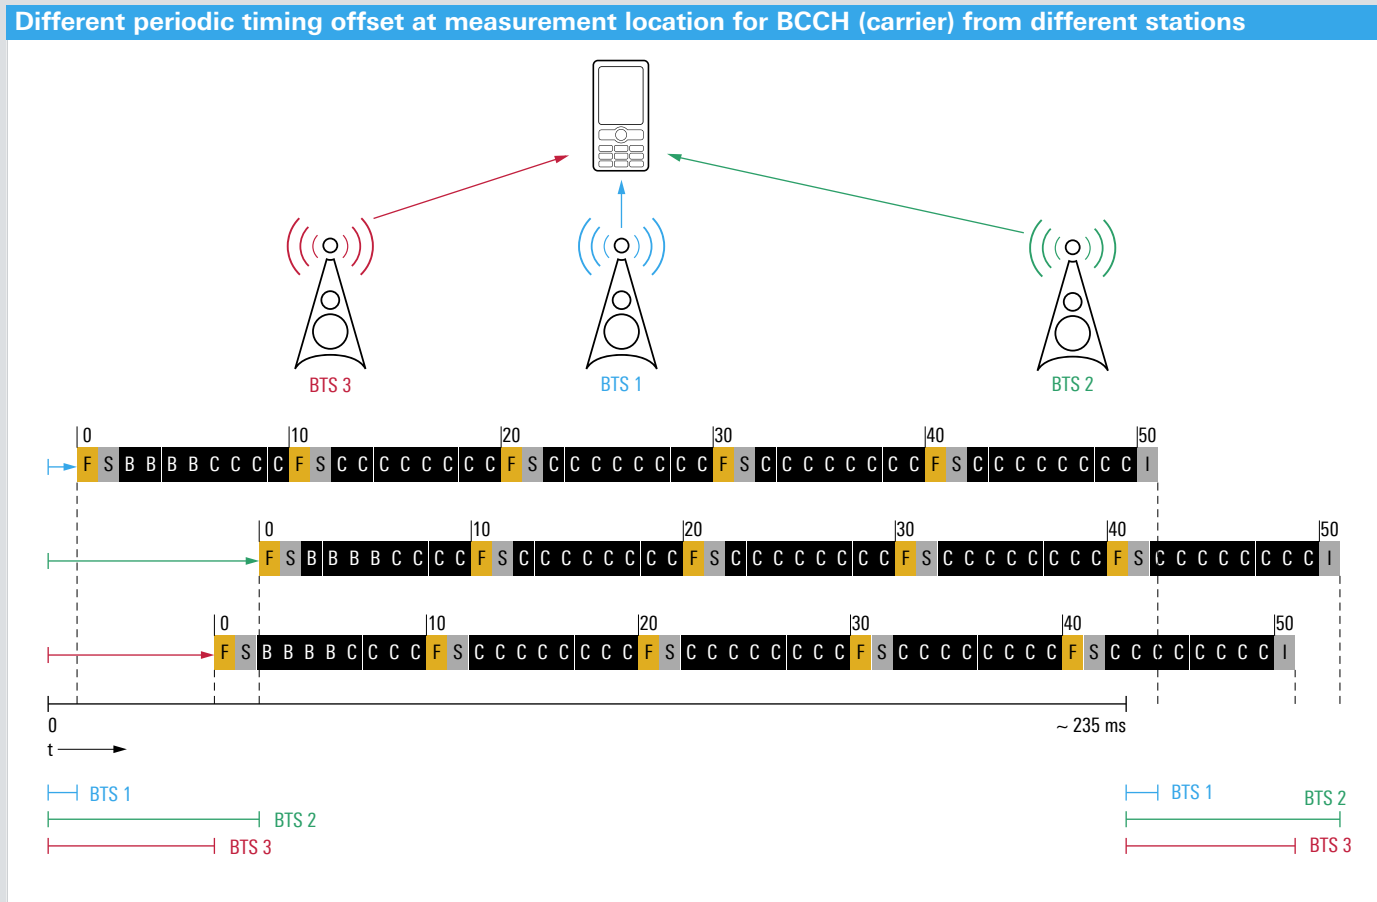 Different periodic timing offset at measurement location for BCCH (carrier) from different stations
BTS 3
BTS 1
BTS 2
0 10 20 30 40 50
F S B B B B C C C C F S C C C C C C C C F S C C C C C C C C F S C C C C C C C C F S C C C C C C C C I
0 10 20 30 40 50
F S B B B B C C C C F S C C C C C C C C F S C C C C C C C C F S C C C C C C C C F S C C C C C C C C I
0 10 20 30 40 50
F S B B B B C C C C F S C C C C C C C C F S C C C C C C C C F S C C C C C C C C F S C C C C C C C C I
0
~ 235 ms
t
BTS 1
BTS 2
BTS 3
BTS 1
BTS 2
BTS 3